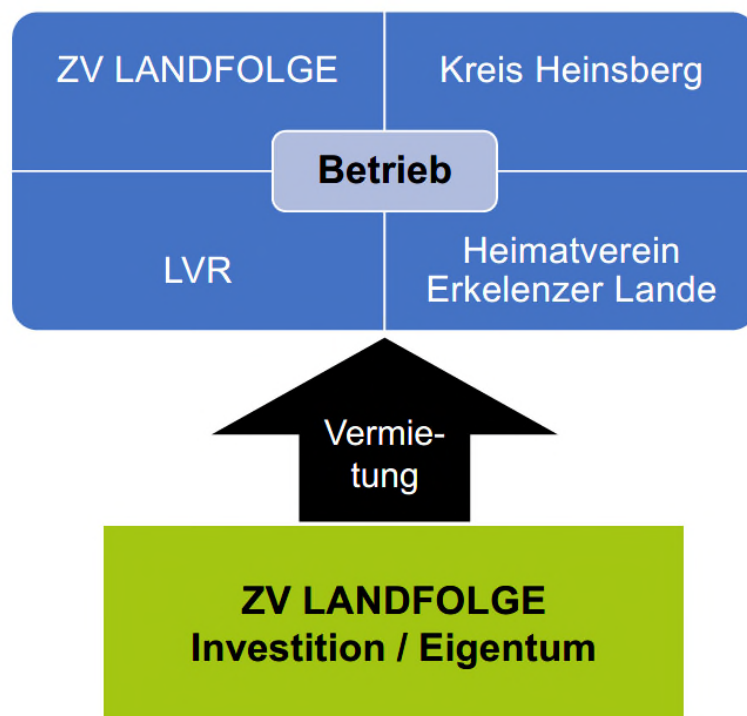 ZV LANDFOLGE
Kreis Heinsberg
Betrieb
LVR
Heimatverein
Erkelenzer Lande
Vermie-
tung
ZV LANDFOLGE
Investition / Eigentum